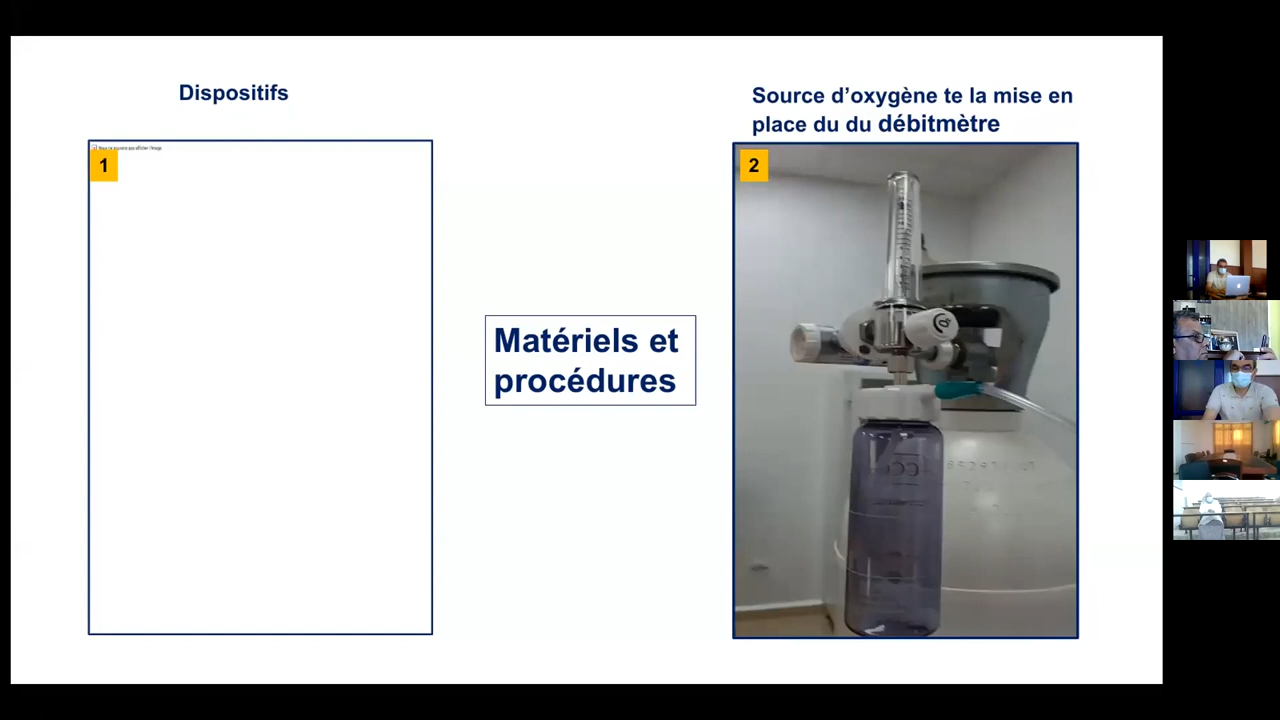 Dispositifs
Source d'oxygène te la mise en
place du du débitmètre
1
2
Matériels et
procédures